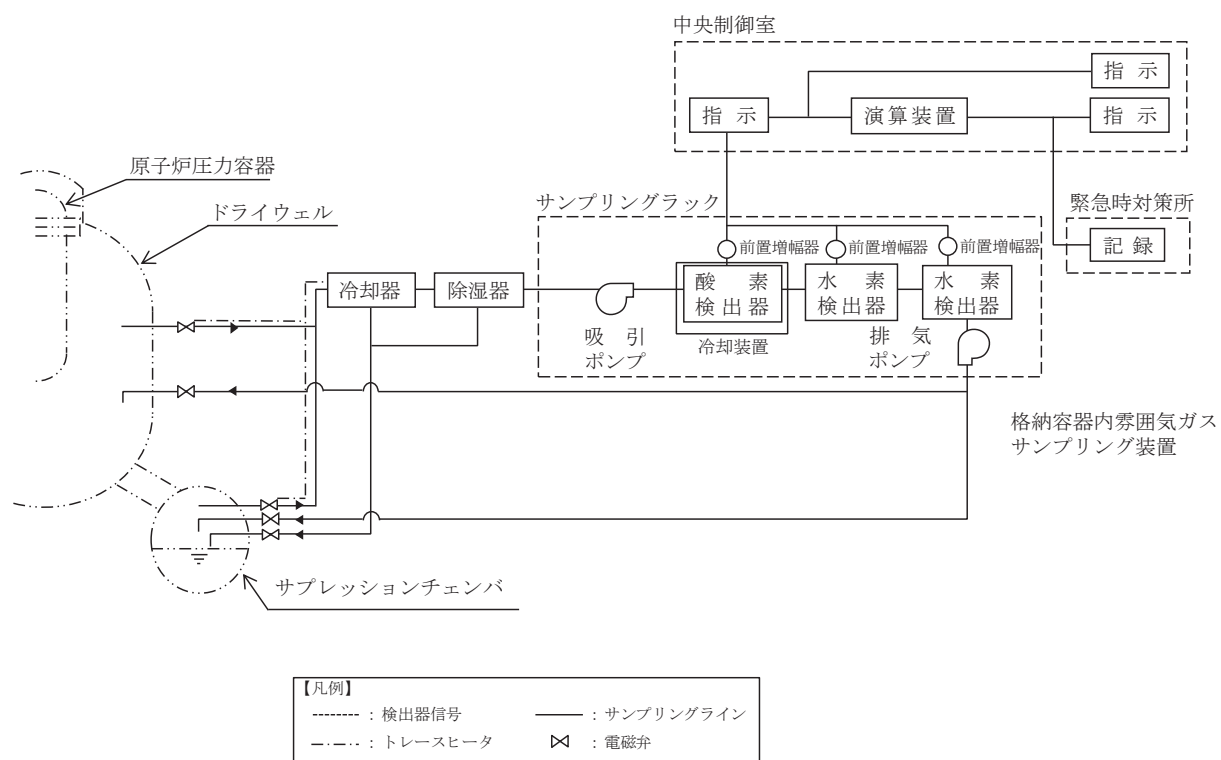 中央制御室
指 示
指 示
演算装置
指 示
原子炉圧力容器
ドライウェル
サンプリングラック
緊急時対策所
記 録
前置増幅器
前置増幅器
前置増幅器
冷却器
除湿器
酸 素
検出器
水 素
検出器
水 素
検出器
吸 引
ポンプ
冷却装置
排 気
ポンプ
格納容器内雰囲気ガス
サンプリング装置
サプレッションチェンバ
【凡例】
：検出器信号
：サンプリングライン
：トレースヒータ
：電磁弁